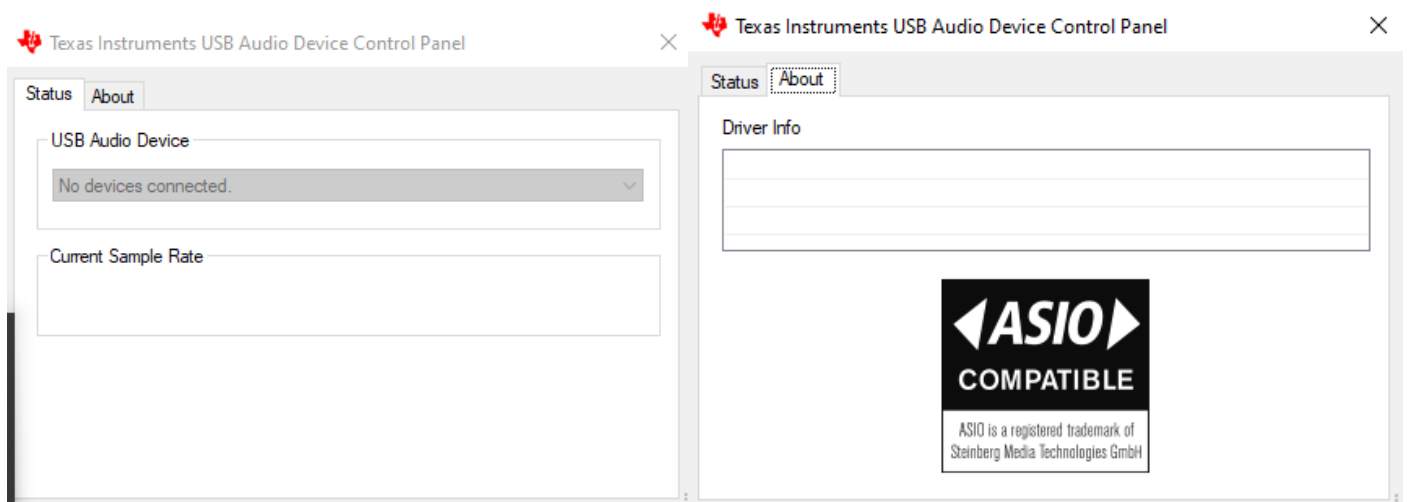 Texas Instruments USB Audio Device Control Panel
Status About
USB Audio Device
No devices connected.
Current Sample Rate
Texas Instruments USB Audio Device Control Panel
Status About
Driver Info
ASIO
COMPATIBLE
ASIO is a registered trademark of
Steinberg Media Technologies GmbH